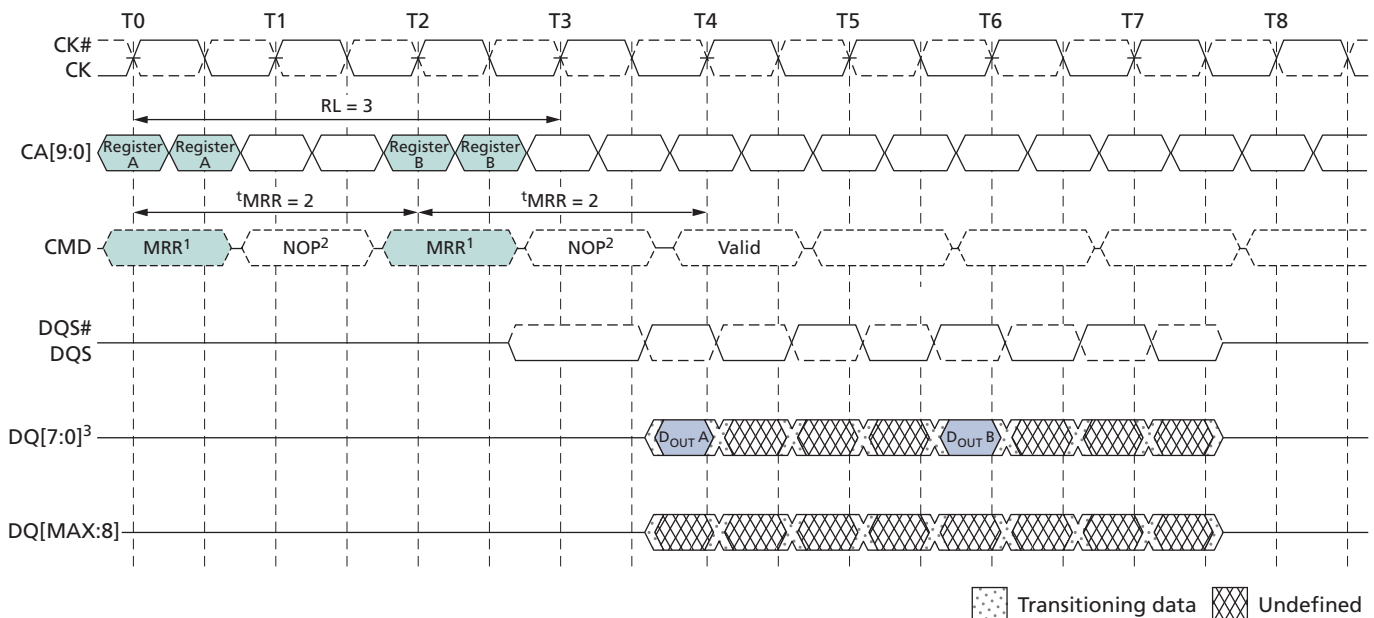 T0 T1 T2 T3 T4 T5 T6 T7 T8
CK#
CK
RL = 3
CA[9:0] Register A Register A Register B Register B
tMRR = 2 tMRR = 2
CMD MRR1 NOP2 MRR1 NOP2 Valid
DQS#
DQS
DQ[7:0]3 DOUT A DOUT B
DQ[MAX:8]
Transitioning data Undefined